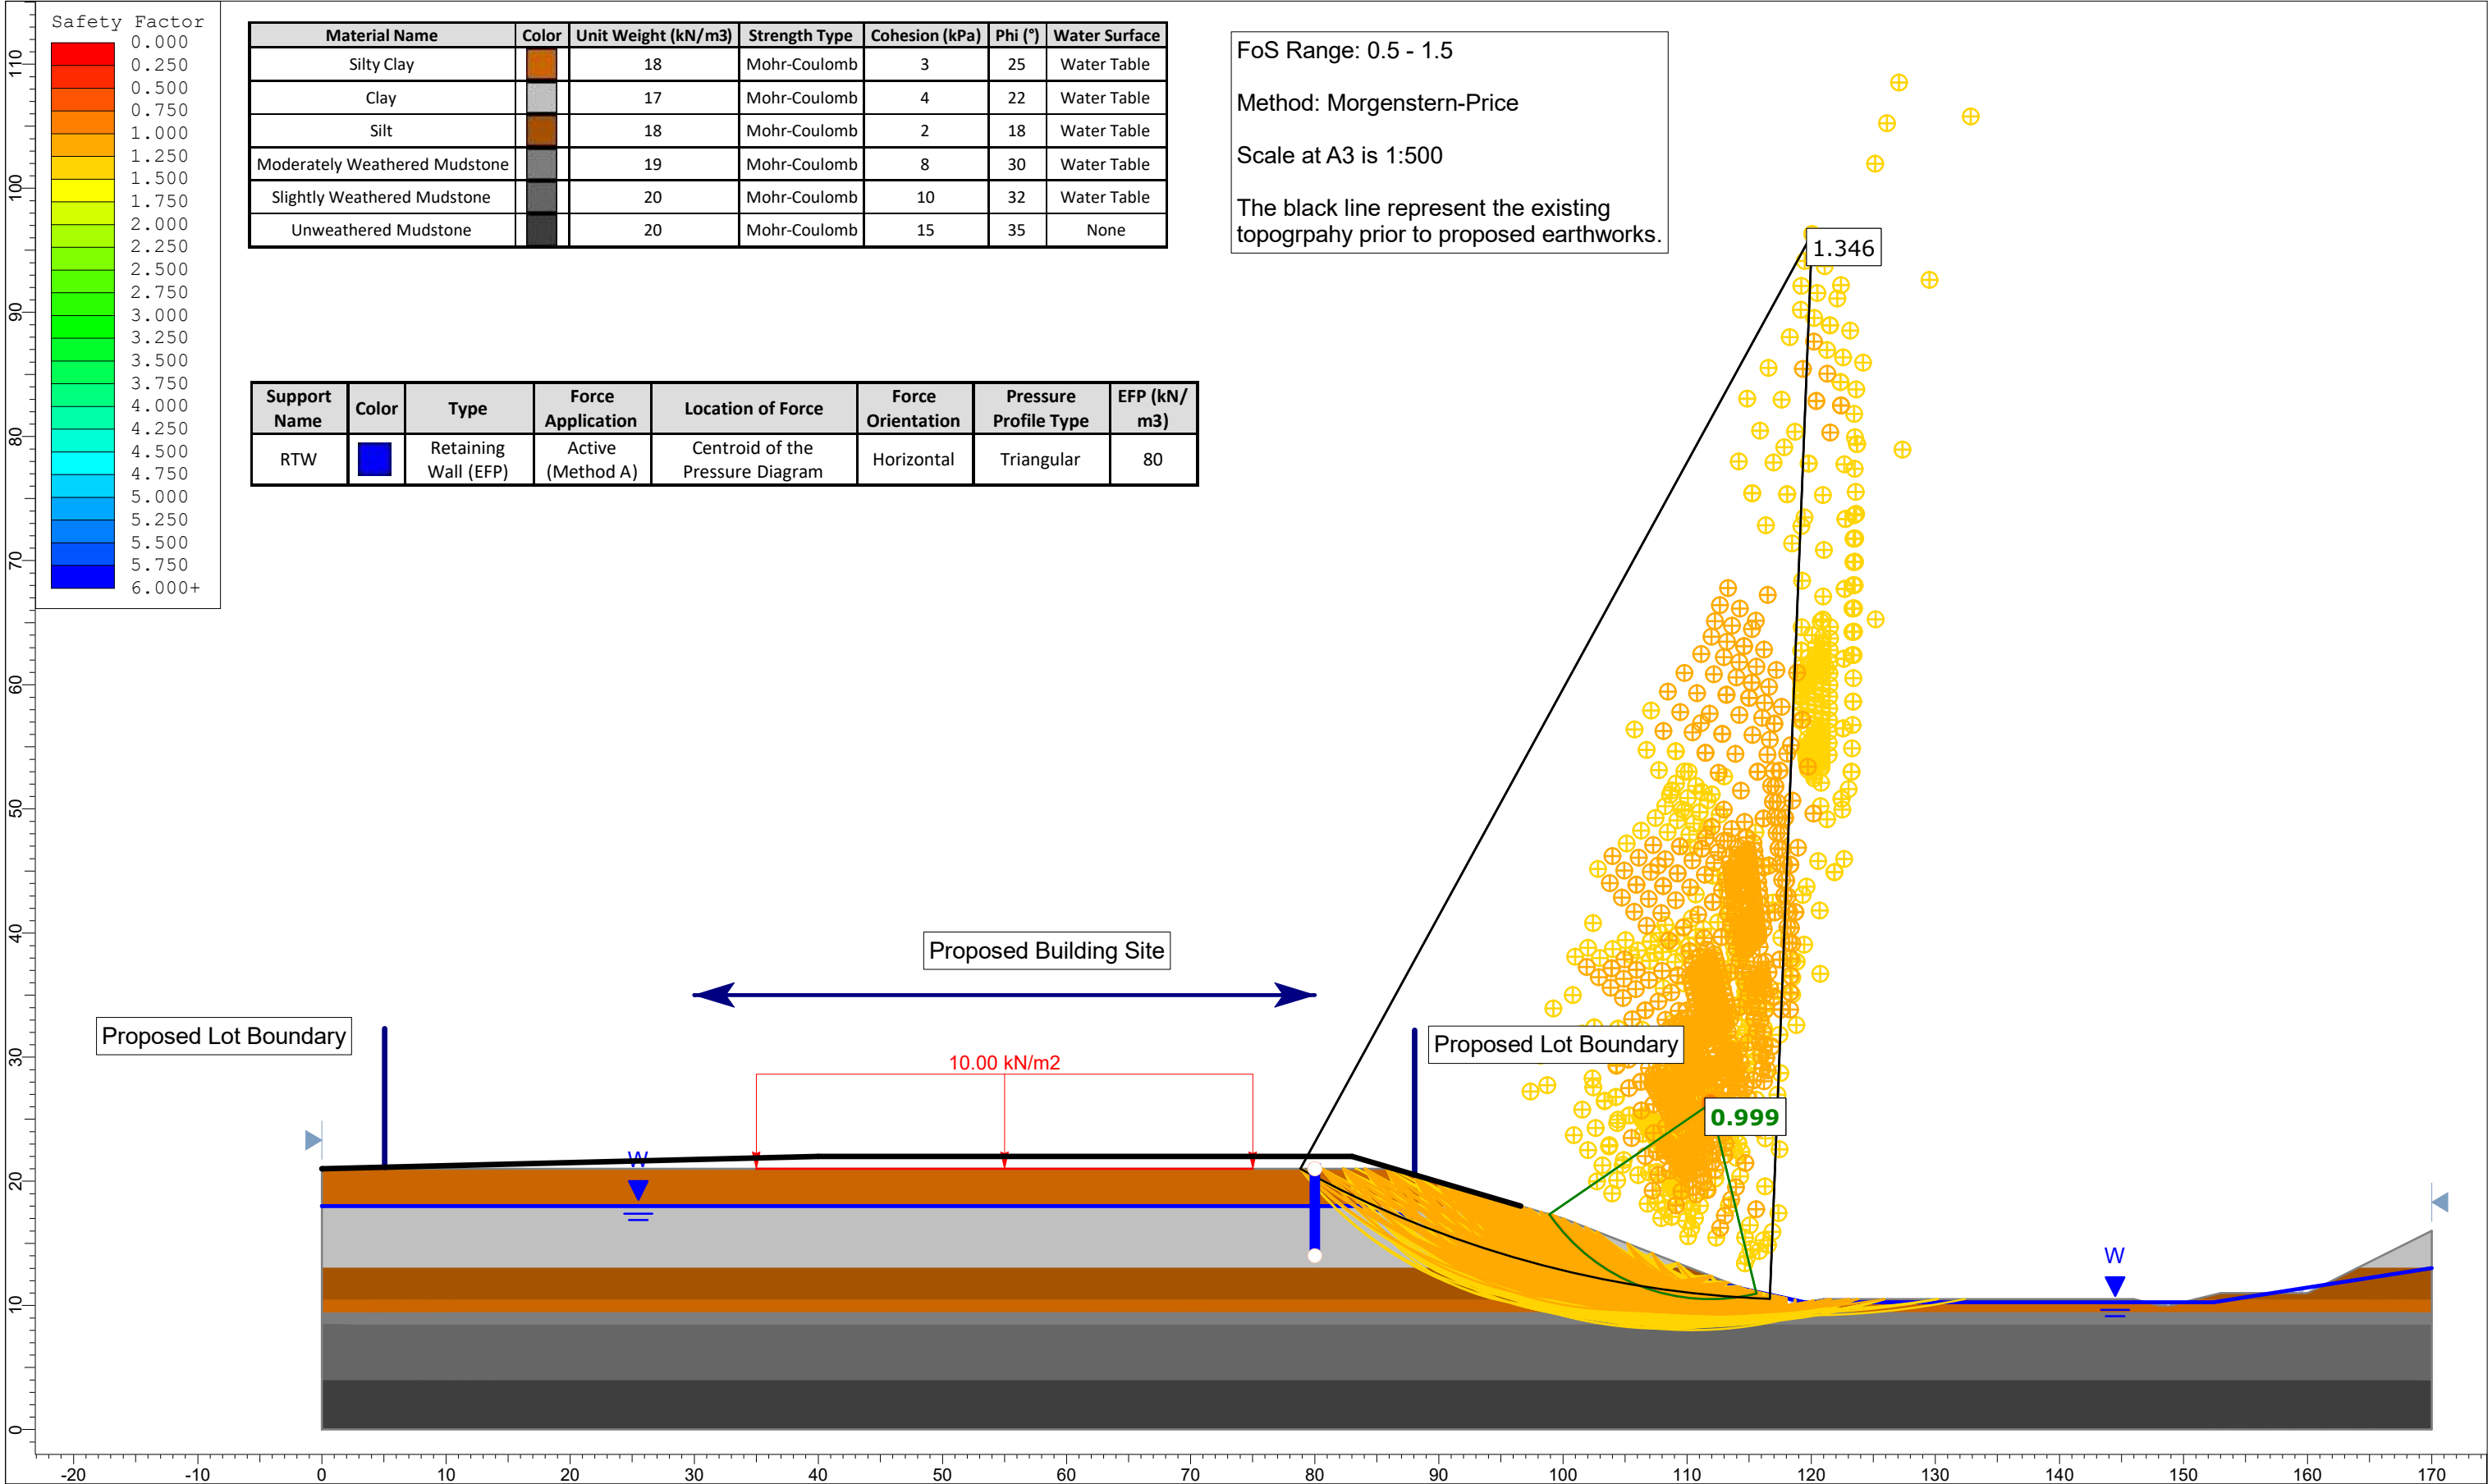 Safety Factor
0.000
0.250
0.500
0.750
1.000
1.250
1.500
1.750
2.000
2.250
2.500
2.750
3.000
3.250
3.500
3.750
4.000
4.250
4.500
4.750
5.000
5.250
5.500
5.750
6.000+
Material Name Color Unit Weight (kN/m3) Strength Type Cohesion (kPa) Phi (°) Water Surface
Silty Clay 18 Mohr-Coulomb 3 25 Water Table
Clay 17 Mohr-Coulomb 4 22 Water Table
Silt 18 Mohr-Coulomb 2 18 Water Table
Moderately Weathered Mudstone 19 Mohr-Coulomb 8 30 Water Table
Slightly Weathered Mudstone 20 Mohr-Coulomb 10 32 Water Table
Unweathered Mudstone 20 Mohr-Coulomb 15 35 None
FoS Range: 0.5 - 1.5
Method: Morgenstern-Price
Scale at A3 is 1:500
The black line represent the existing
topogrpahy prior to proposed earthworks.
Support Name Color Type Force Application Location of Force Force Orientation Pressure Profile Type EFP (kN/ m3)
RTW Retaining Wall (EFP) Active (Method A) Centroid of the Pressure Diagram Horizontal Triangular 80
1.346
Proposed Building Site
Proposed Lot Boundary
Proposed Lot Boundary
10.00 kN/m2
0.999
W
W
110
100
90
80
70
60
50
40
30
20
10
0
-20 -10 0 10 20 30 40 50 60 70 80 90 100 110 120 130 140 150 160 170